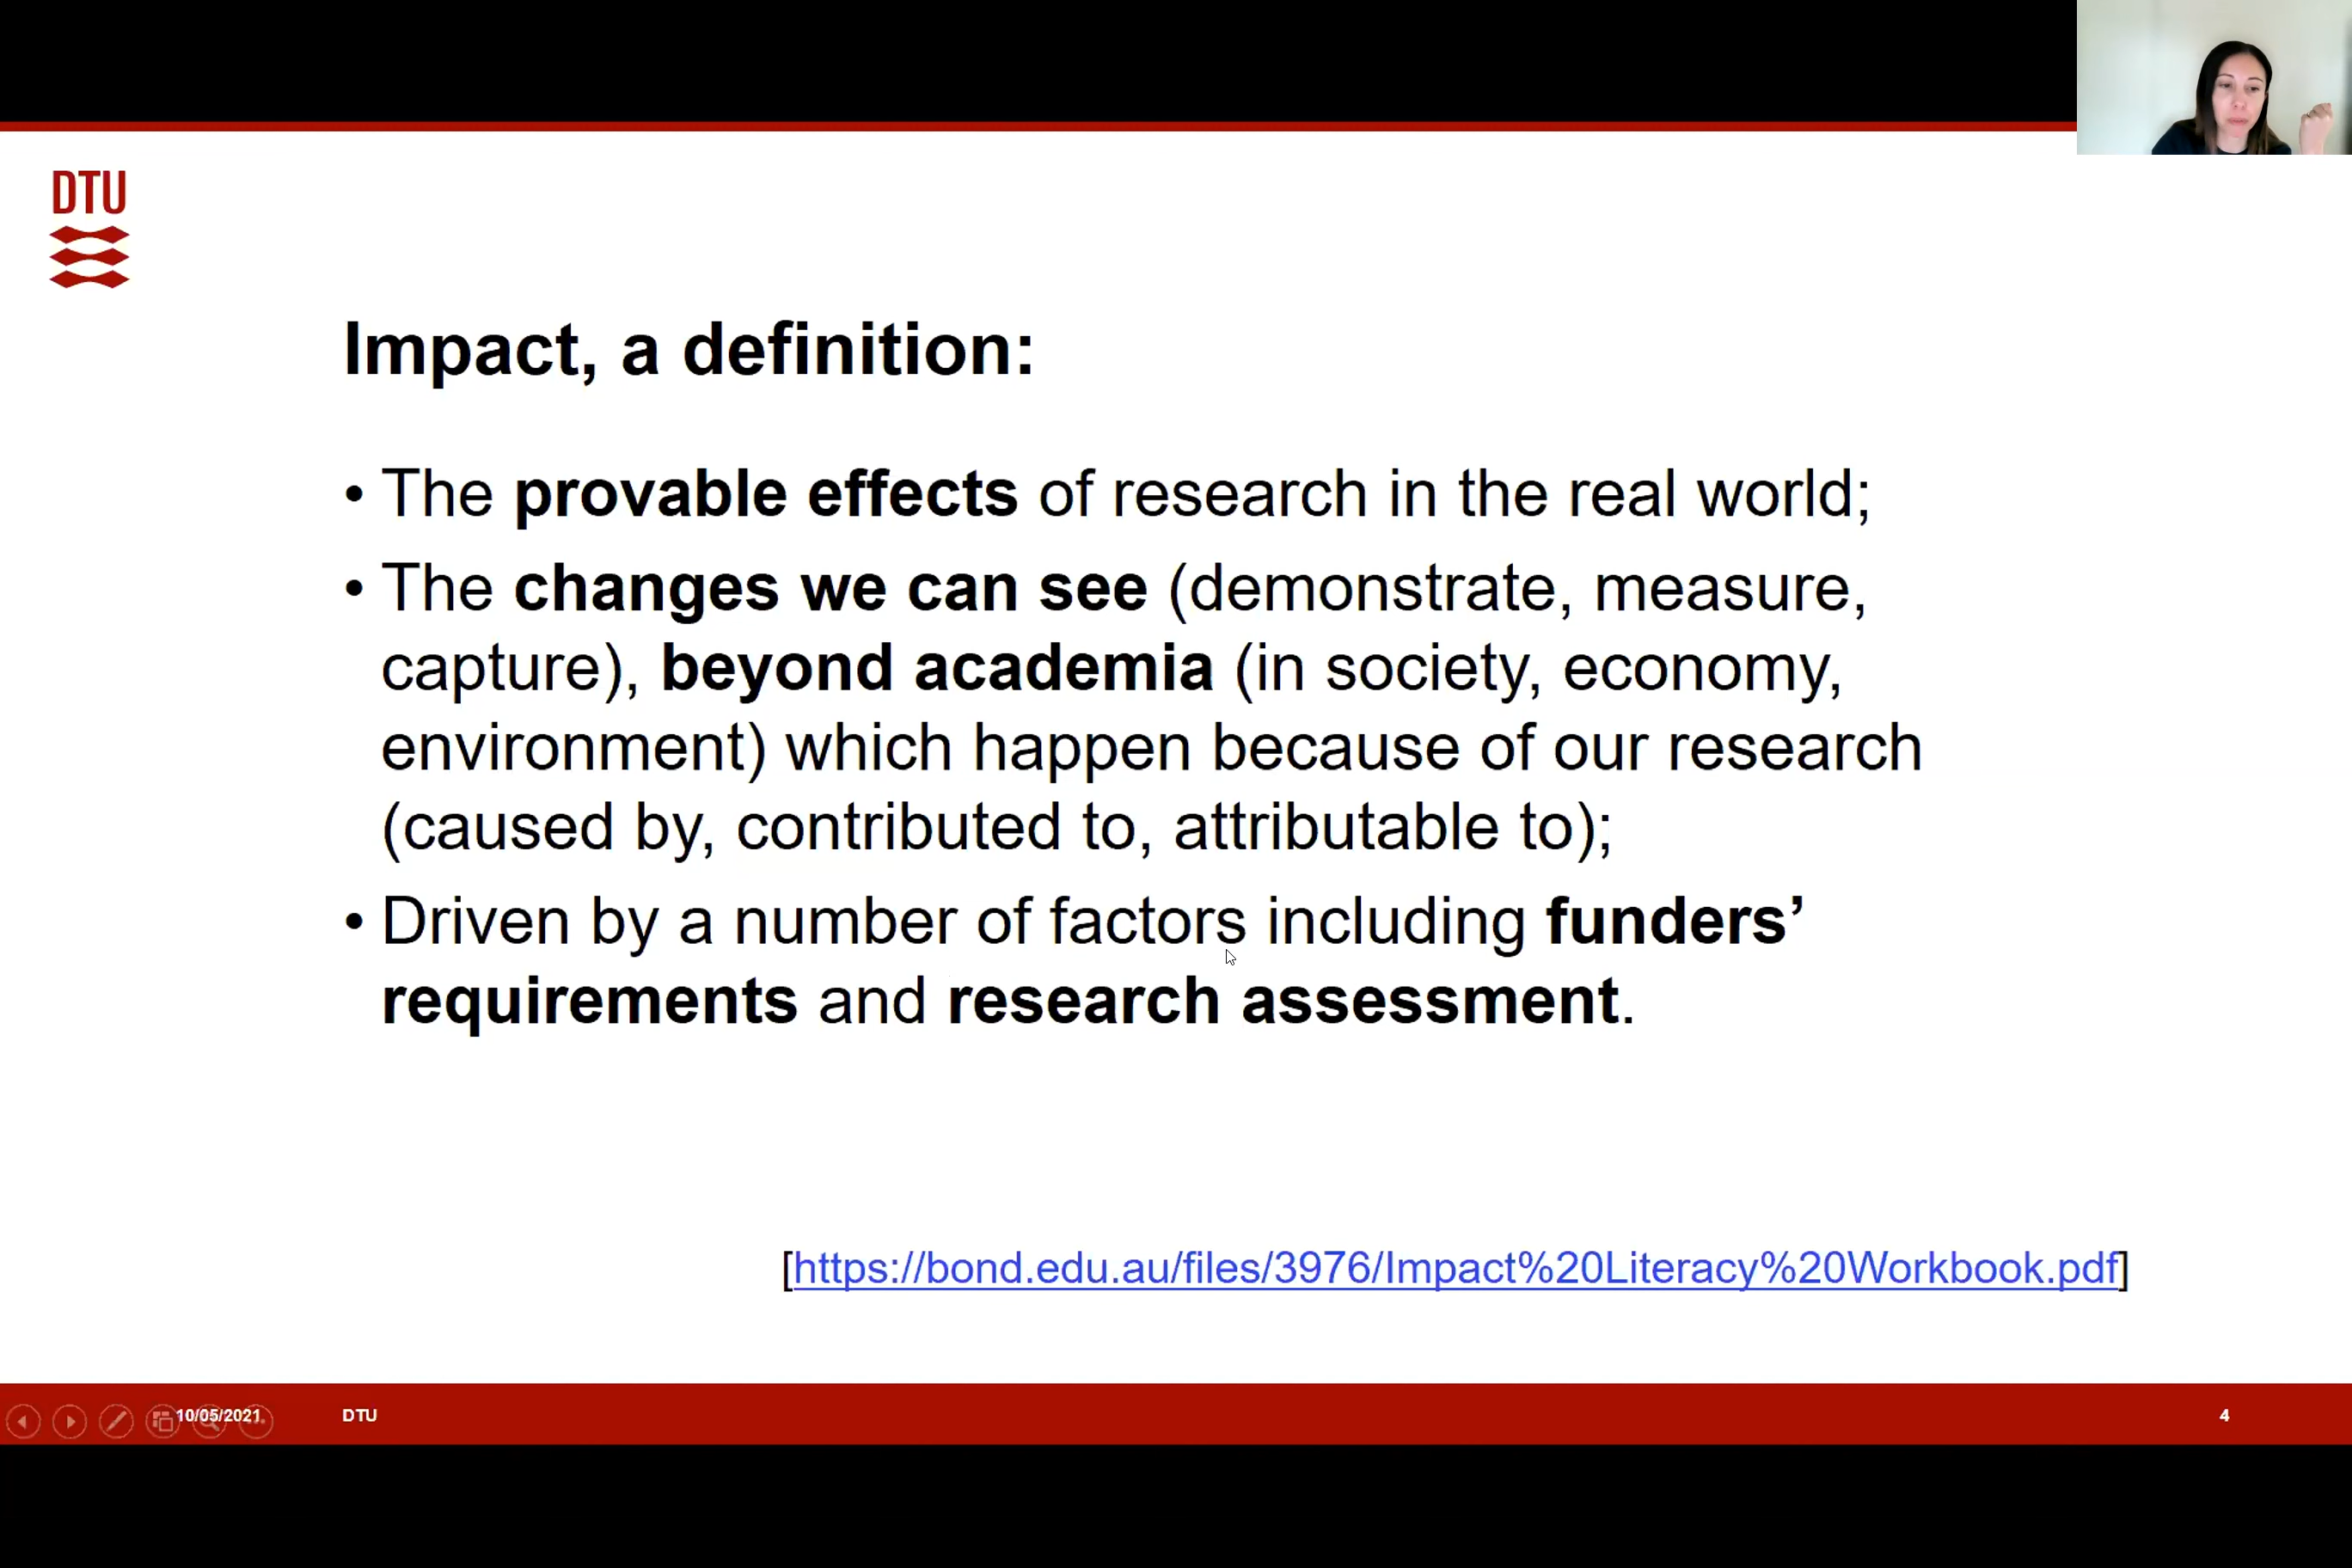 DTU
Impact, a definition:
• The provable effects of research in the real world;
• The changes we can see (demonstrate, measure,
capture), beyond academia (in society, economy,
environment) which happen because of our research
(caused by, contributed to, attributable to);
• Driven by a number of factors including funders’
requirements and research assessment.
[https://bond.edu.au/files/3976/Impact%20Literacy%20Workbook.pdf]
10/05/2021 DTU 4